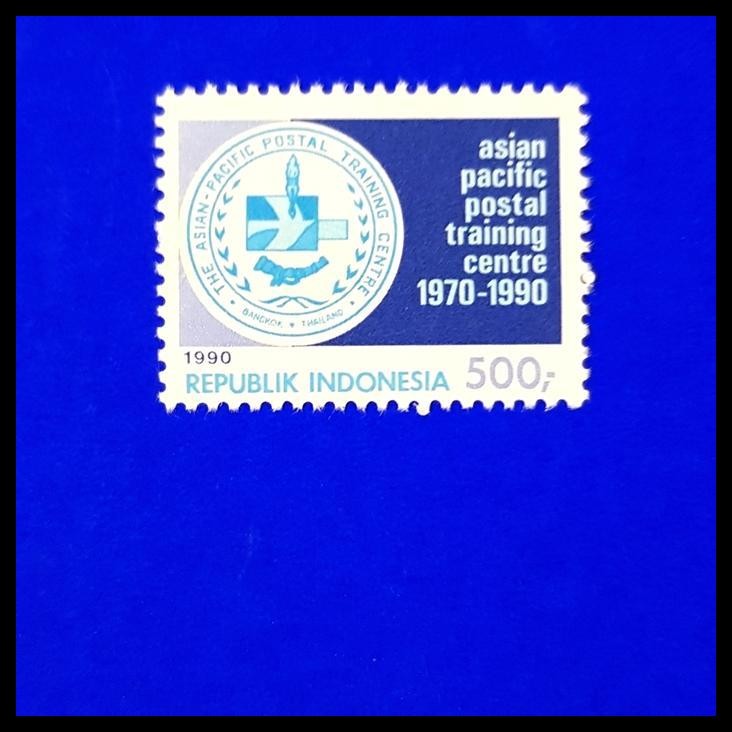 THE ASIAN-PACIFIC POSTAL TRAINING CENTRE
BANGKOK THAILAND
asian
pacific
postal
training
centre
1970-1990
1990
REPUBLIK INDONESIA 500,-